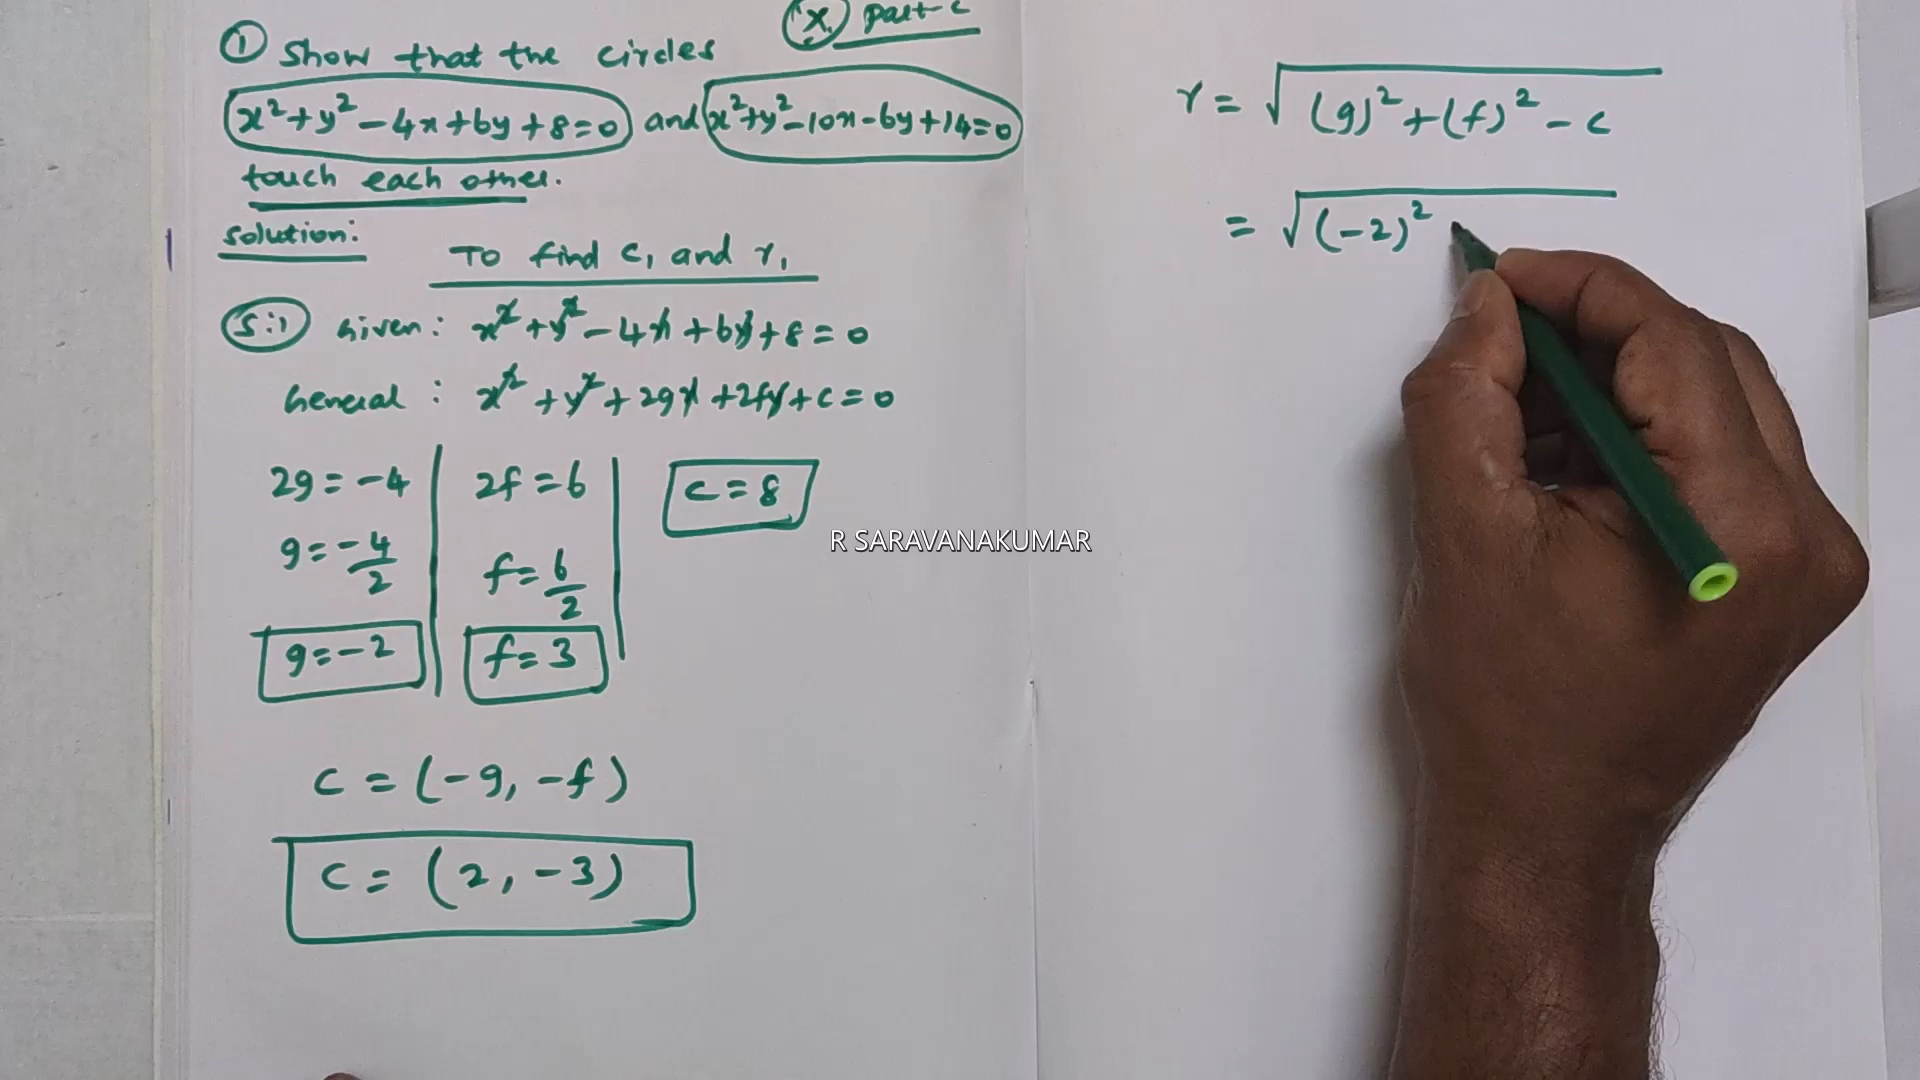 ① Show that the circles
x²+y²-4x+6y+8=0 and x²+y²-10x-6y+14=0
touch each other.
Solution:
To find c₁ and r₁
S:1 Given: x²+y²-4x+6y+8=0
General: x²+y²+2gx+2fy+c=0
2g=-4
g=-4/2
g=-2
2f=6
f=6/2
f=3
c=8
c=(-g, -f)
c=(2, -3)
X part-c
r=√(g)²+(f)²-c
=√(-2)²
R SARAVANAKUMAR